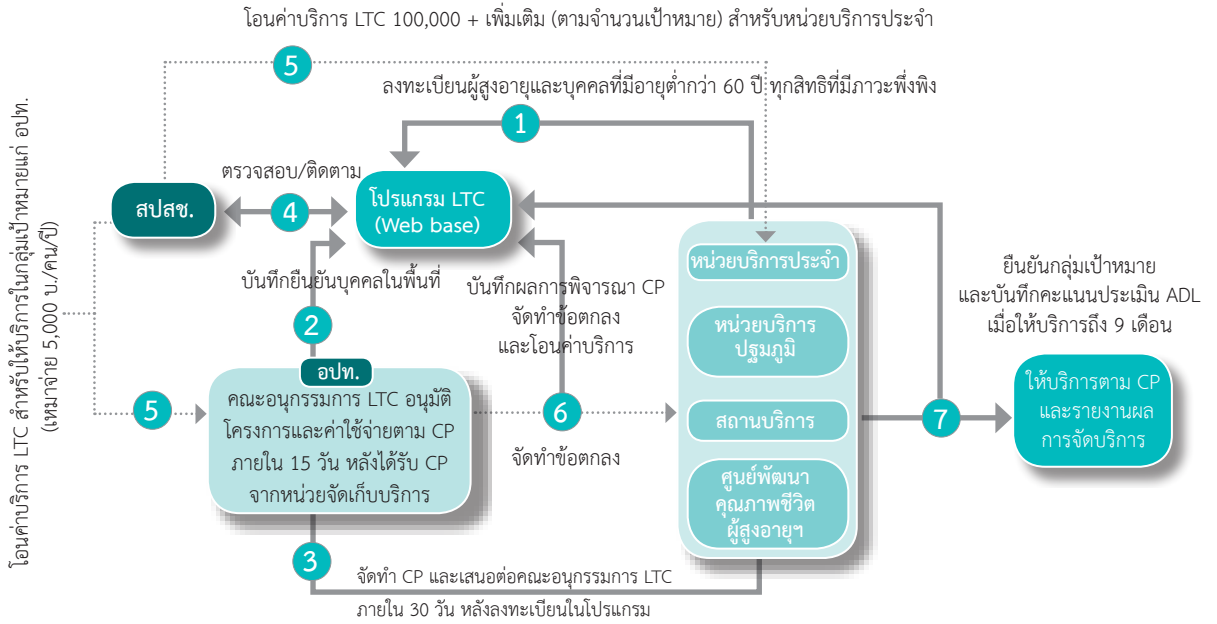 โอนค่าบริการ LTC 100,000 + เพิ่มเติม (ตามจำนวนเป้าหมาย) สำหรับหน่วยบริการประจำ
5
ลงทะเบียนผู้สูงอายุและบุคคลที่มีอายุต่ำกว่า 60 ปี ทุกสิทธิที่มีภาวะพึ่งพิง
1
โอนค่าบริการ LTC สำหรับให้บริการในกลุ่มเป้าหมายแก่ อปท.
(เหมาจ่าย 5,000 บ./คน/ปี)
สปสช.
ตรวจสอบ/ติดตาม
4
โปรแกรม LTC
(Web base)
บันทึกยืนยันบุคคลในพื้นที่
2
บันทึกผลการพิจารณา CP
จัดทำข้อตกลง
และโอนค่าบริการ
5
อปท.
คณะอนุกรรมการ LTC อนุมัติ
โครงการและค่าใช้จ่ายตาม CP
ภายใน 15 วัน หลังได้รับ CP
จากหน่วยจัดเก็บบริการ
6
จัดทำข้อตกลง
หน่วยบริการประจำ
หน่วยบริการ
ปฐมภูมิ
สถานบริการ
ศูนย์พัฒนา
คุณภาพชีวิต
ผู้สูงอายุฯ
7
ยืนยันกลุ่มเป้าหมาย
และบันทึกคะแนนประเมิน ADL
เมื่อให้บริการถึง 9 เดือน
ให้บริการตาม CP
และรายงานผล
การจัดบริการ
3
จัดทำ CP และเสนอต่อคณะอนุกรรมการ LTC
ภายใน 30 วัน หลังลงทะเบียนในโปรแกรม